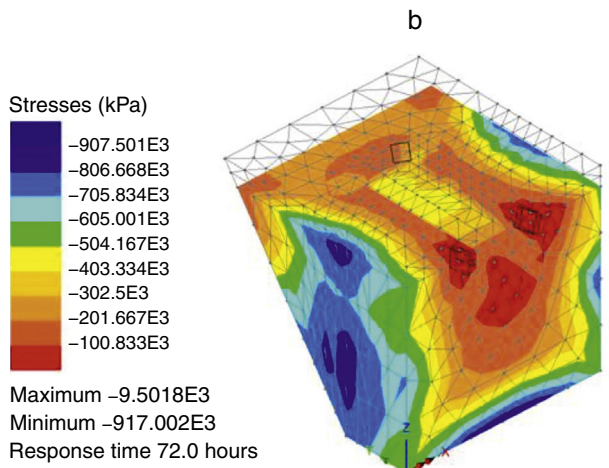 b
Stresses (kPa)
−907.501E3
−806.668E3
−705.834E3
−605.001E3
−504.167E3
−403.334E3
−302.5E3
−201.667E3
−100.833E3
Maximum −9.5018E3
Minimum −917.002E3
Response time 72.0 hours
z
x